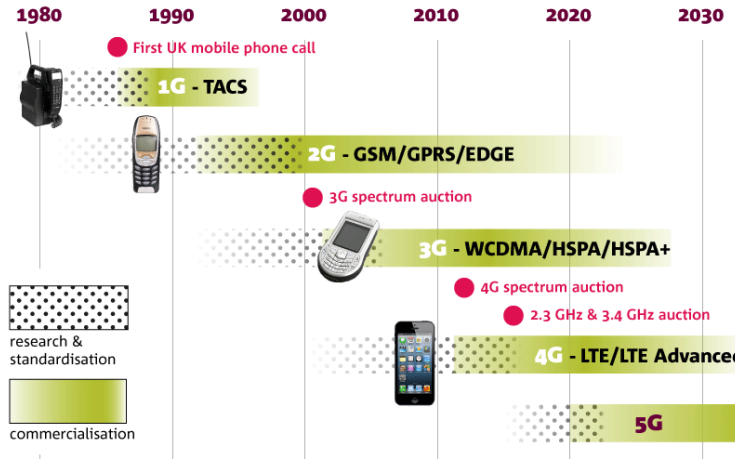 1980 1990 2000 2010 2020 2030
First UK mobile phone call
1G - TACS
2G - GSM/GPRS/EDGE
3G spectrum auction
3G - WCDMA/HSPA/HSPA+
4G spectrum auction
2.3 GHz & 3.4 GHz auction
research &
standardisation
4G - LTE/LTE Advanced
commercialisation
5G